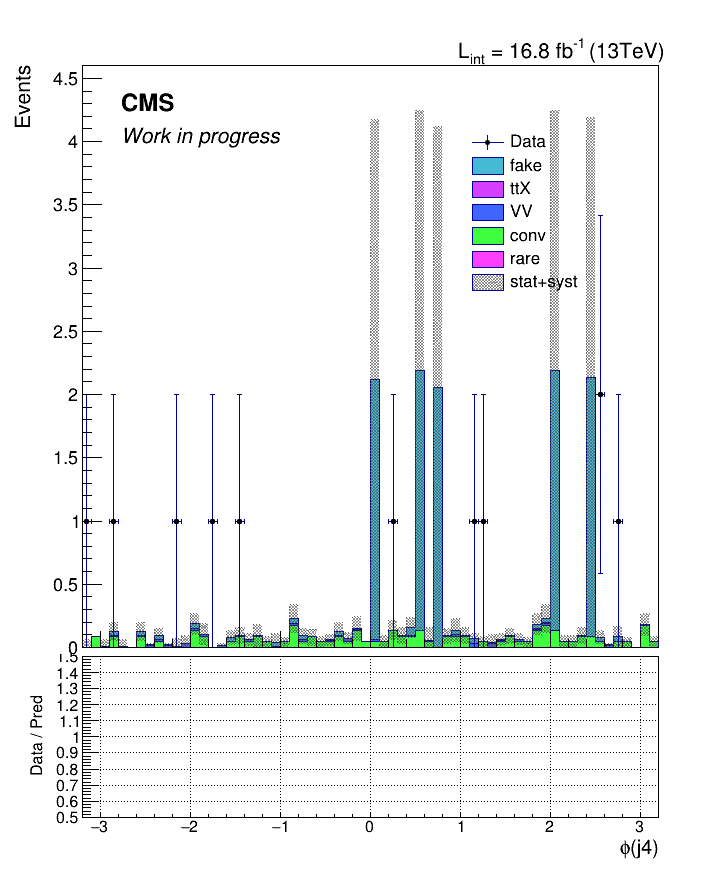 L_int = 16.8 fb^-1 (13TeV)
Events
4.5
CMS
Work in progress
4
Data
fake
ttX
VV
conv
rare
stat+syst
3.5
3
2.5
2
1.5
1
0.5
0
Data / Pred
1.5
1.4
1.3
1.2
1.1
1
0.9
0.8
0.7
0.6
0.5
−3 −2 −1 0 1 2 3
ϕ(j4)